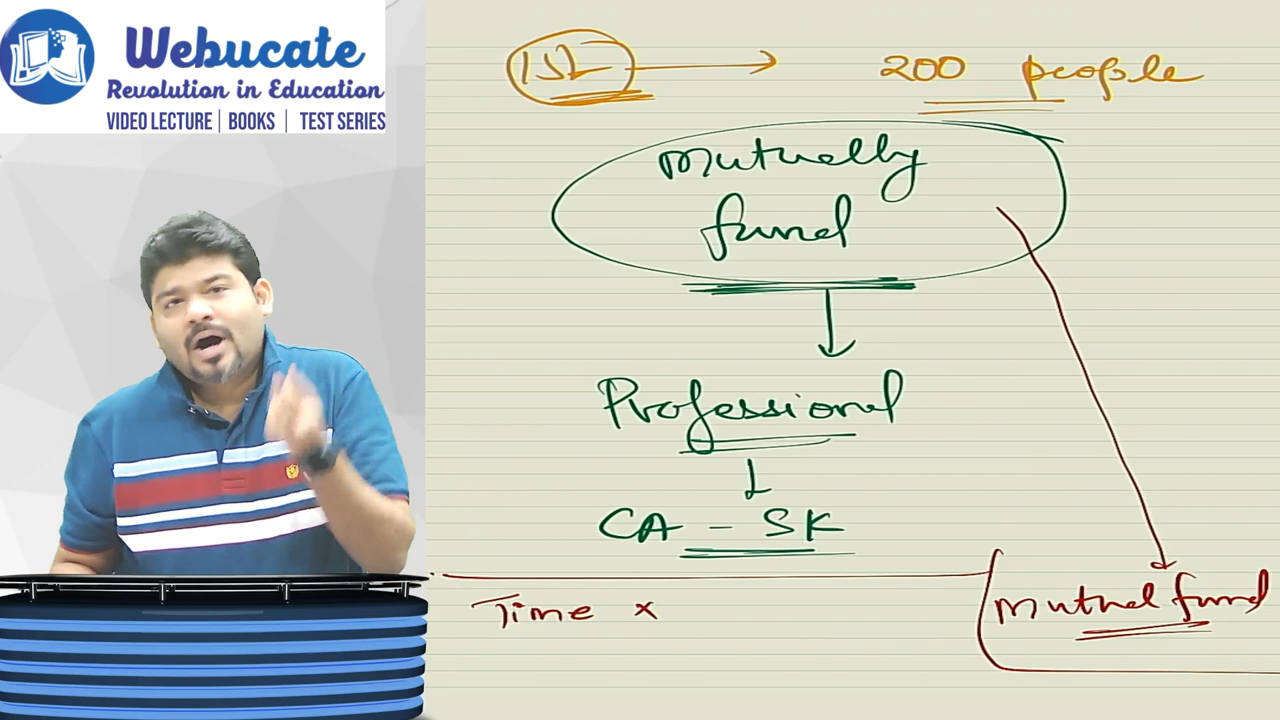 Webucate
Revolution in Education
VIDEO LECTURE | BOOKS | TEST SERIES
200 people
Mutually
fund
Professional
CA - SK
Time x
Mutual fund